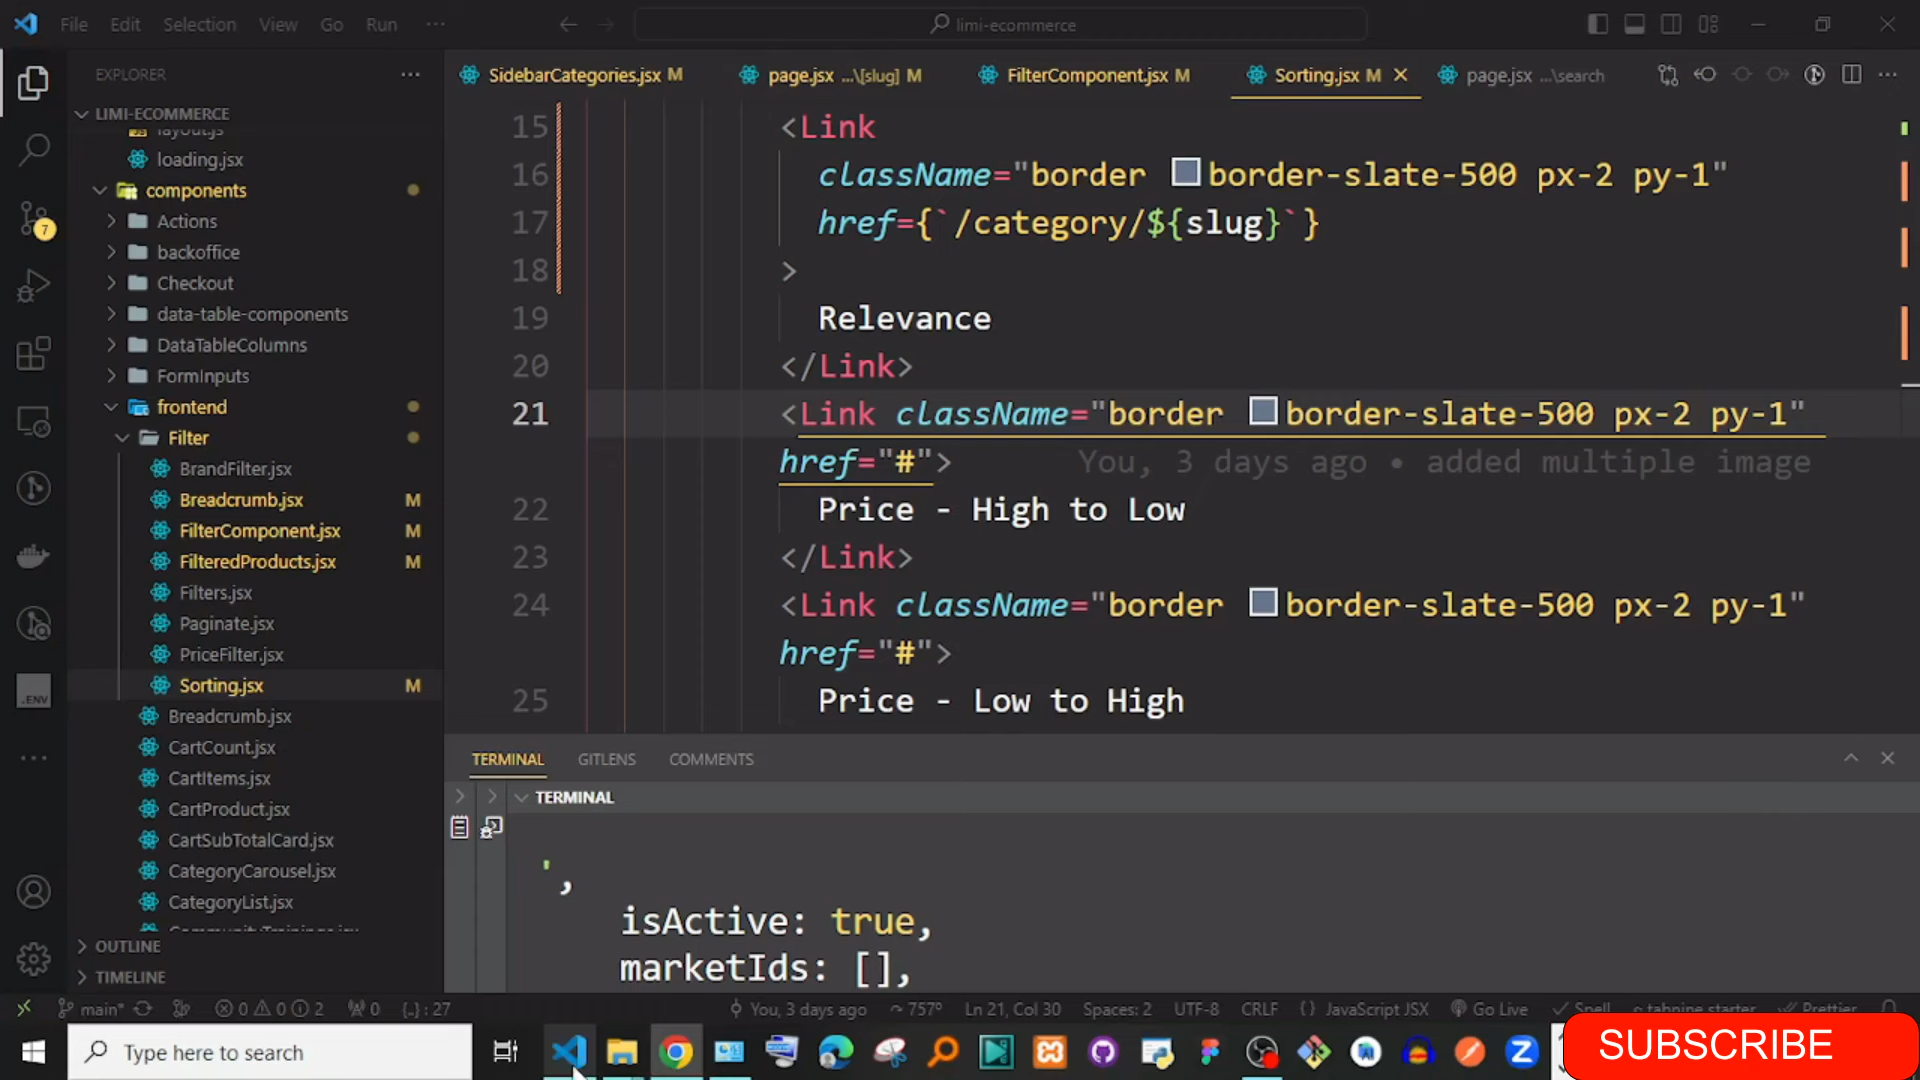 File Edit Selection View Go Run ···
limi-ecommerce
EXPLORER
SidebarCategories.jsx M
page.jsx ...\[slug] M
FilterComponent.jsx M
Sorting.jsx M
page.jsx ...\search
LIMI-ECOMMERCE
layout.js
loading.jsx
components
Actions
backoffice
Checkout
data-table-components
DataTableColumns
FormInputs
frontend
Filter
BrandFilter.jsx
Breadcrumb.jsx M
FilterComponent.jsx M
FilteredProducts.jsx M
Filters.jsx
Paginate.jsx
PriceFilter.jsx
Sorting.jsx M
Breadcrumb.jsx
CartCount.jsx
CartItems.jsx
CartProduct.jsx
CartSubTotalCard.jsx
CategoryCarousel.jsx
CategoryList.jsx
OUTLINE
TIMELINE
7
.ENV
15 <Link
16 className="border border-slate-500 px-2 py-1"
17 href={`/category/${slug}`}
18 >
19 Relevance
20 </Link>
21 <Link className="border border-slate-500 px-2 py-1"
href="#"> You, 3 days ago • added multiple image
22 Price - High to Low
23 </Link>
24 <Link className="border border-slate-500 px-2 py-1"
href="#">
25 Price - Low to High
TERMINAL GITLENS COMMENTS
TERMINAL
',
isActive: true,
marketIds: [],
main* 0 0 2 0 {..} : 27 You, 3 days ago 757° Ln 21, Col 30 Spaces: 2 UTF-8 CRLF { } JavaScript JSX Go Live Spell tabnine starter Prettier
Type here to search
SUBSCRIBE